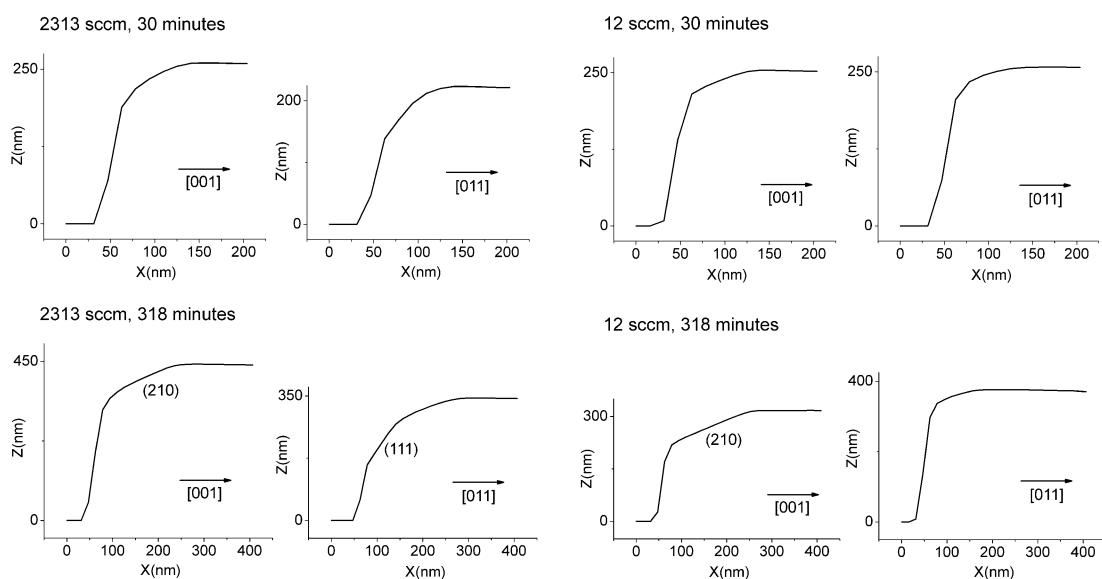 2313 sccm, 30 minutes
250
0
Z(nm)
[001]
0 50 100 150 200
X(nm)
200
0
Z(nm)
[011]
0 50 100 150 200
X(nm)
12 sccm, 30 minutes
250
0
Z(nm)
[001]
0 50 100 150 200
X(nm)
250
0
Z(nm)
[011]
0 50 100 150 200
X(nm)
2313 sccm, 318 minutes
450
0
Z(nm)
(210)
[001]
0 100 200 300 400
X(nm)
350
0
Z(nm)
(111)
[011]
0 100 200 300 400
X(nm)
12 sccm, 318 minutes
300
0
Z(nm)
(210)
[001]
0 100 200 300 400
X(nm)
400
0
Z(nm)
[011]
0 100 200 300 400
X(nm)